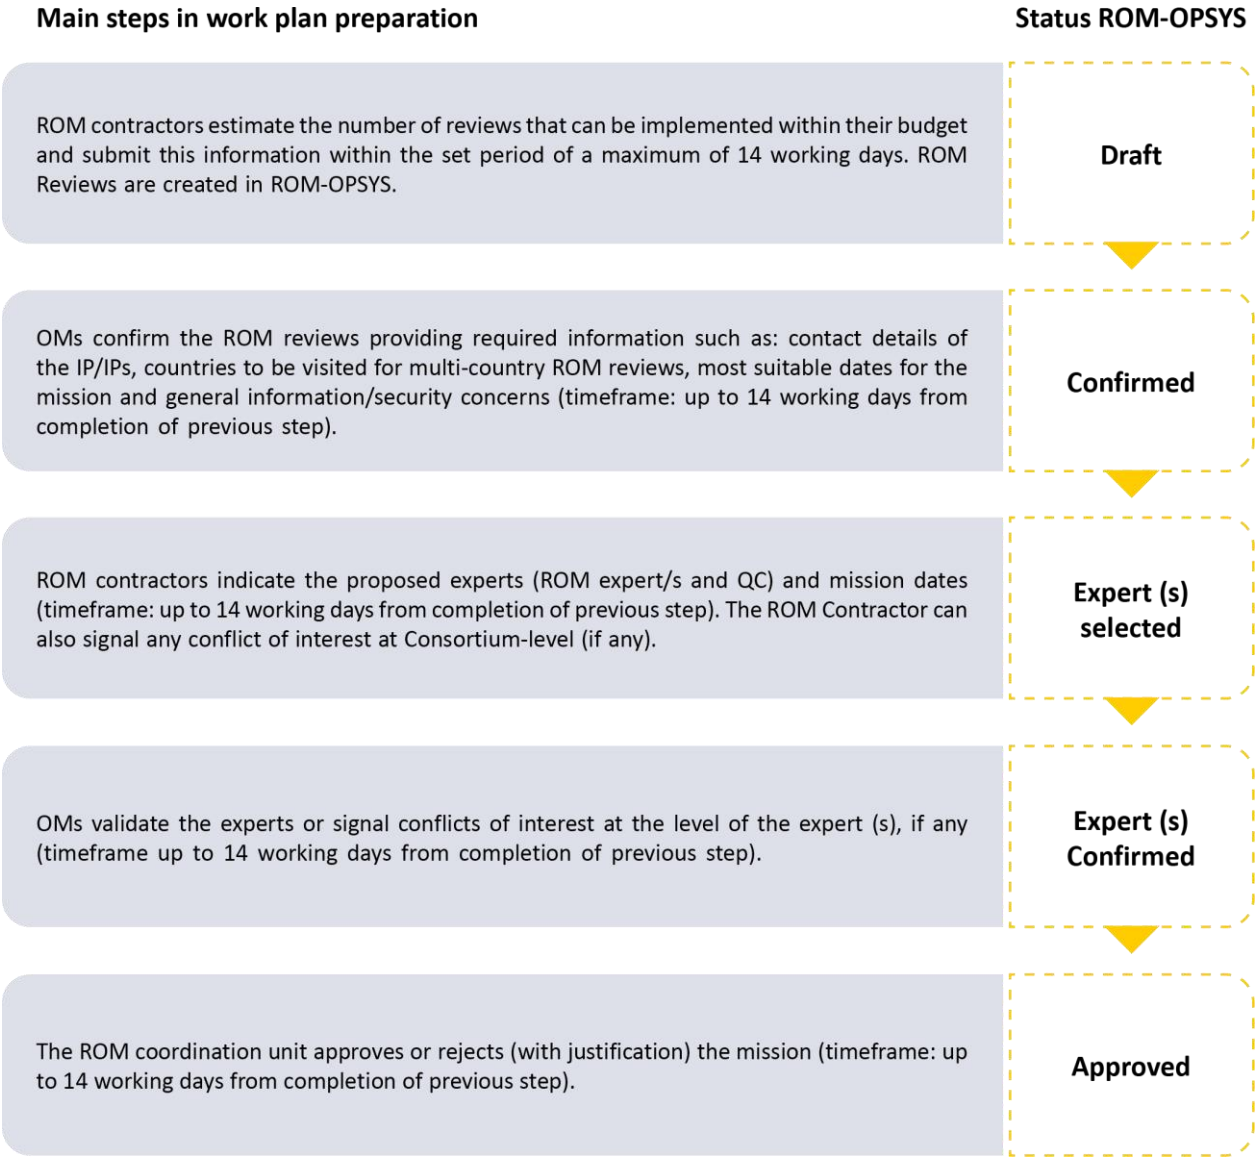 Main steps in work plan preparation
Status ROM-OPSYS
ROM contractors estimate the number of reviews that can be implemented within their budget
and submit this information within the set period of a maximum of 14 working days. ROM
Reviews are created in ROM-OPSYS.
Draft
OMs confirm the ROM reviews providing required information such as: contact details of
the IP/IPs, countries to be visited for multi-country ROM reviews, most suitable dates for the
mission and general information/security concerns (timeframe: up to 14 working days from
completion of previous step).
Confirmed
ROM contractors indicate the proposed experts (ROM expert/s and QC) and mission dates
(timeframe: up to 14 working days from completion of previous step). The ROM Contractor can
also signal any conflict of interest at Consortium-level (if any).
Expert (s)
selected
OMs validate the experts or signal conflicts of interest at the level of the expert (s), if any
(timeframe up to 14 working days from completion of previous step).
Expert (s)
Confirmed
The ROM coordination unit approves or rejects (with justification) the mission (timeframe: up
to 14 working days from completion of previous step).
Approved